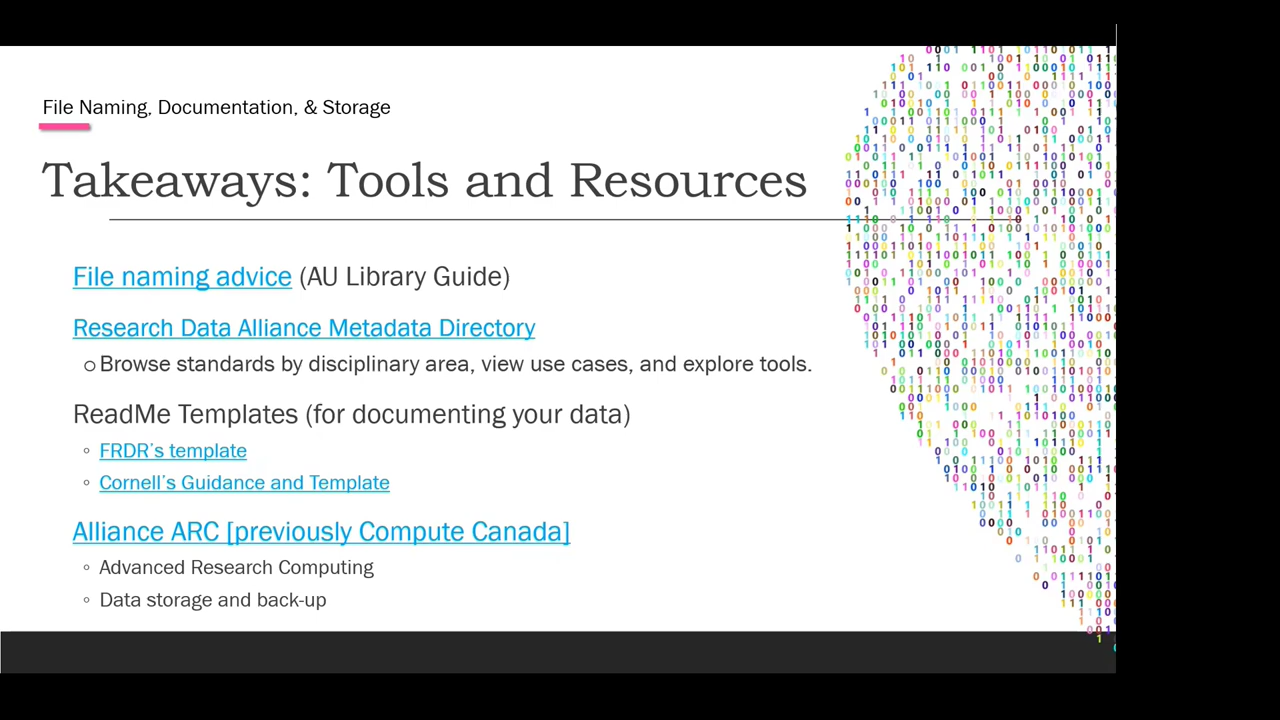 File Naming, Documentation, & Storage
Takeaways: Tools and Resources
File naming advice (AU Library Guide)
Research Data Alliance Metadata Directory
Browse standards by disciplinary area, view use cases, and explore tools.
ReadMe Templates (for documenting your data)
FRDR's template
Cornell's Guidance and Template
Alliance ARC [previously Compute Canada]
Advanced Research Computing
Data storage and back-up